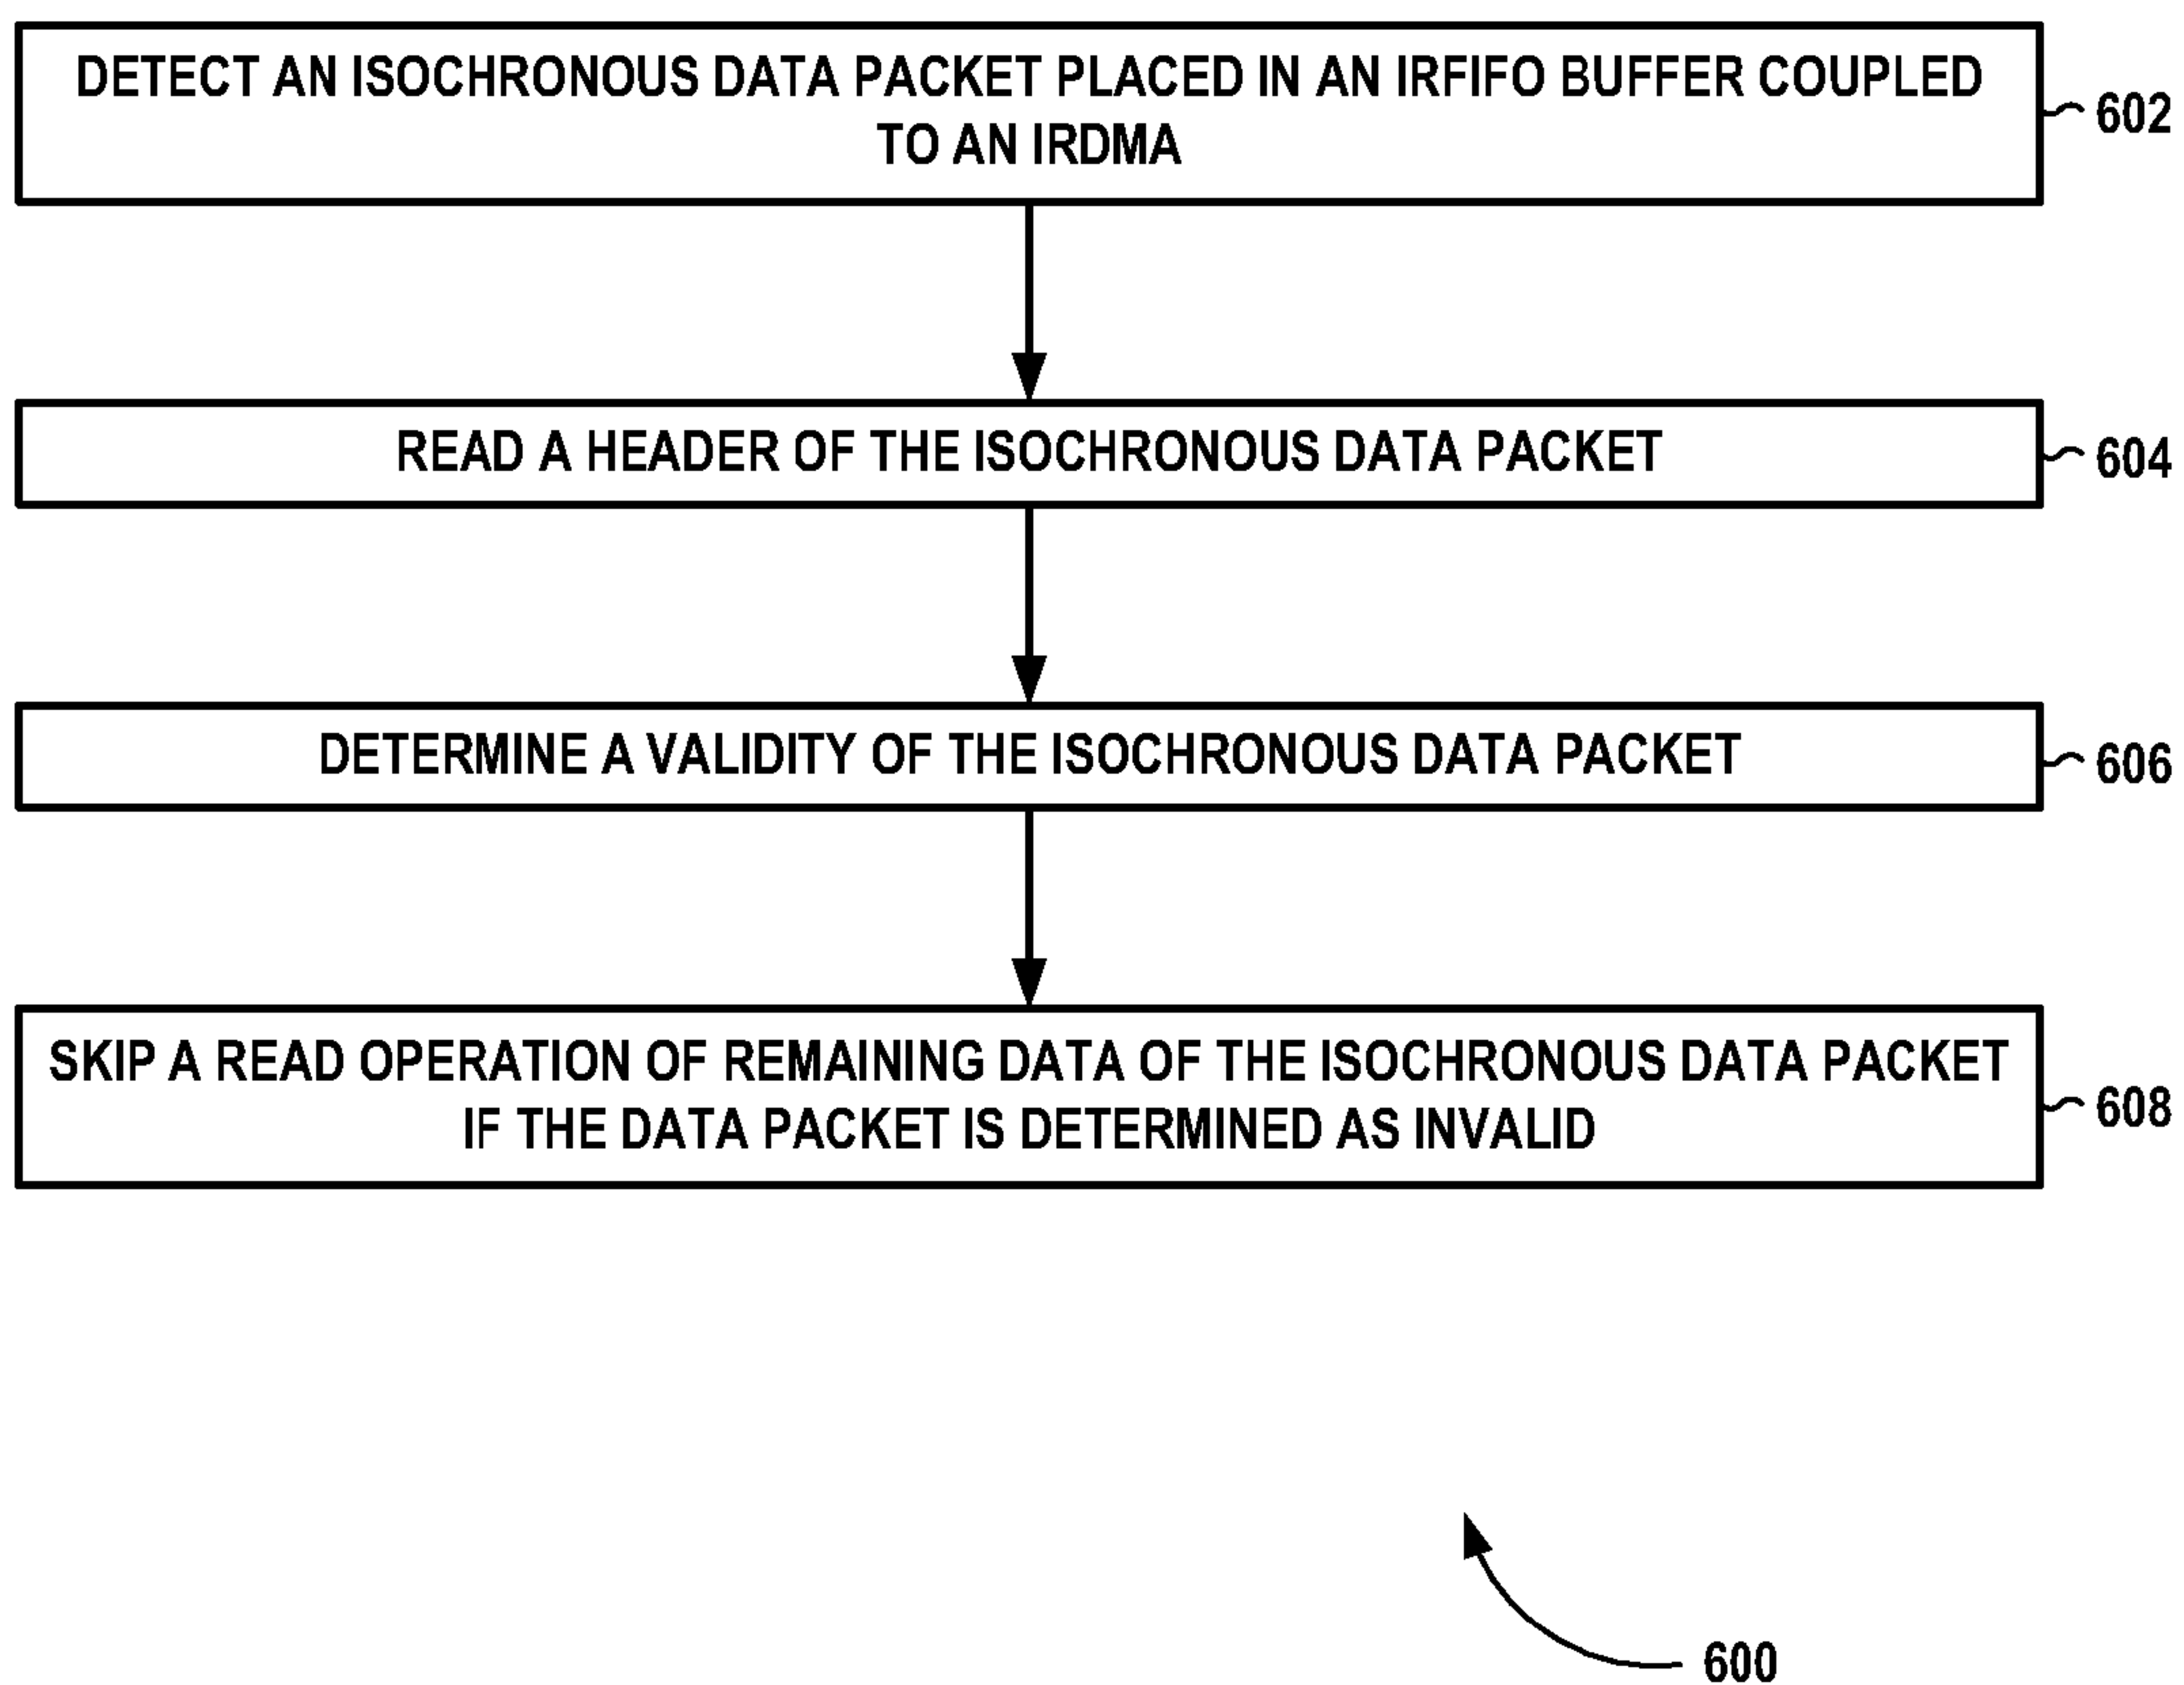 DETECT AN ISOCHRONOUS DATA PACKET PLACED IN AN IRFIFO BUFFER COUPLED
TO AN IRDMA
602
READ A HEADER OF THE ISOCHRONOUS DATA PACKET
604
DETERMINE A VALIDITY OF THE ISOCHRONOUS DATA PACKET
606
SKIP A READ OPERATION OF REMAINING DATA OF THE ISOCHRONOUS DATA PACKET
IF THE DATA PACKET IS DETERMINED AS INVALID
608
600